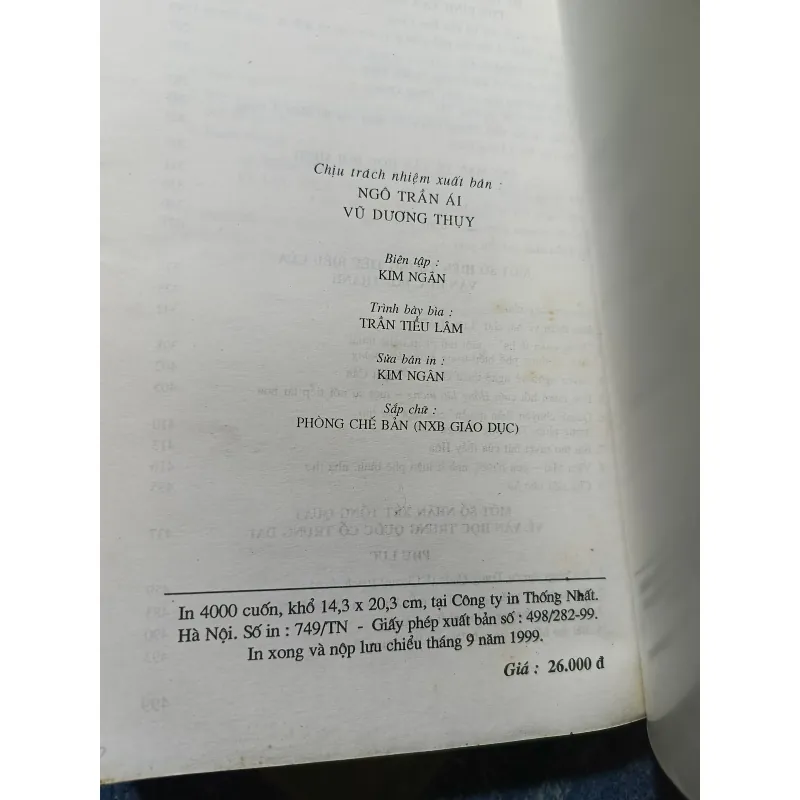 Chịu trách nhiệm xuất bản :
NGÔ TRẦN ÁI
VŨ DƯƠNG THỤY
Biên tập :
KIM NGÂN
Trình bày bìa :
TRẦN TIỂU LÂM
Sửa bản in :
KIM NGÂN
Sắp chữ :
PHÒNG CHẾ BẢN (NXB GIÁO DỤC)
In 4000 cuốn, khổ 14,3 x 20,3 cm, tại Công ty in Thống Nhất.
Hà Nội. Số in : 749/TN - Giấy phép xuất bản số : 498/282-99.
In xong và nộp lưu chiểu tháng 9 năm 1999.
Giá : 26.000 đ